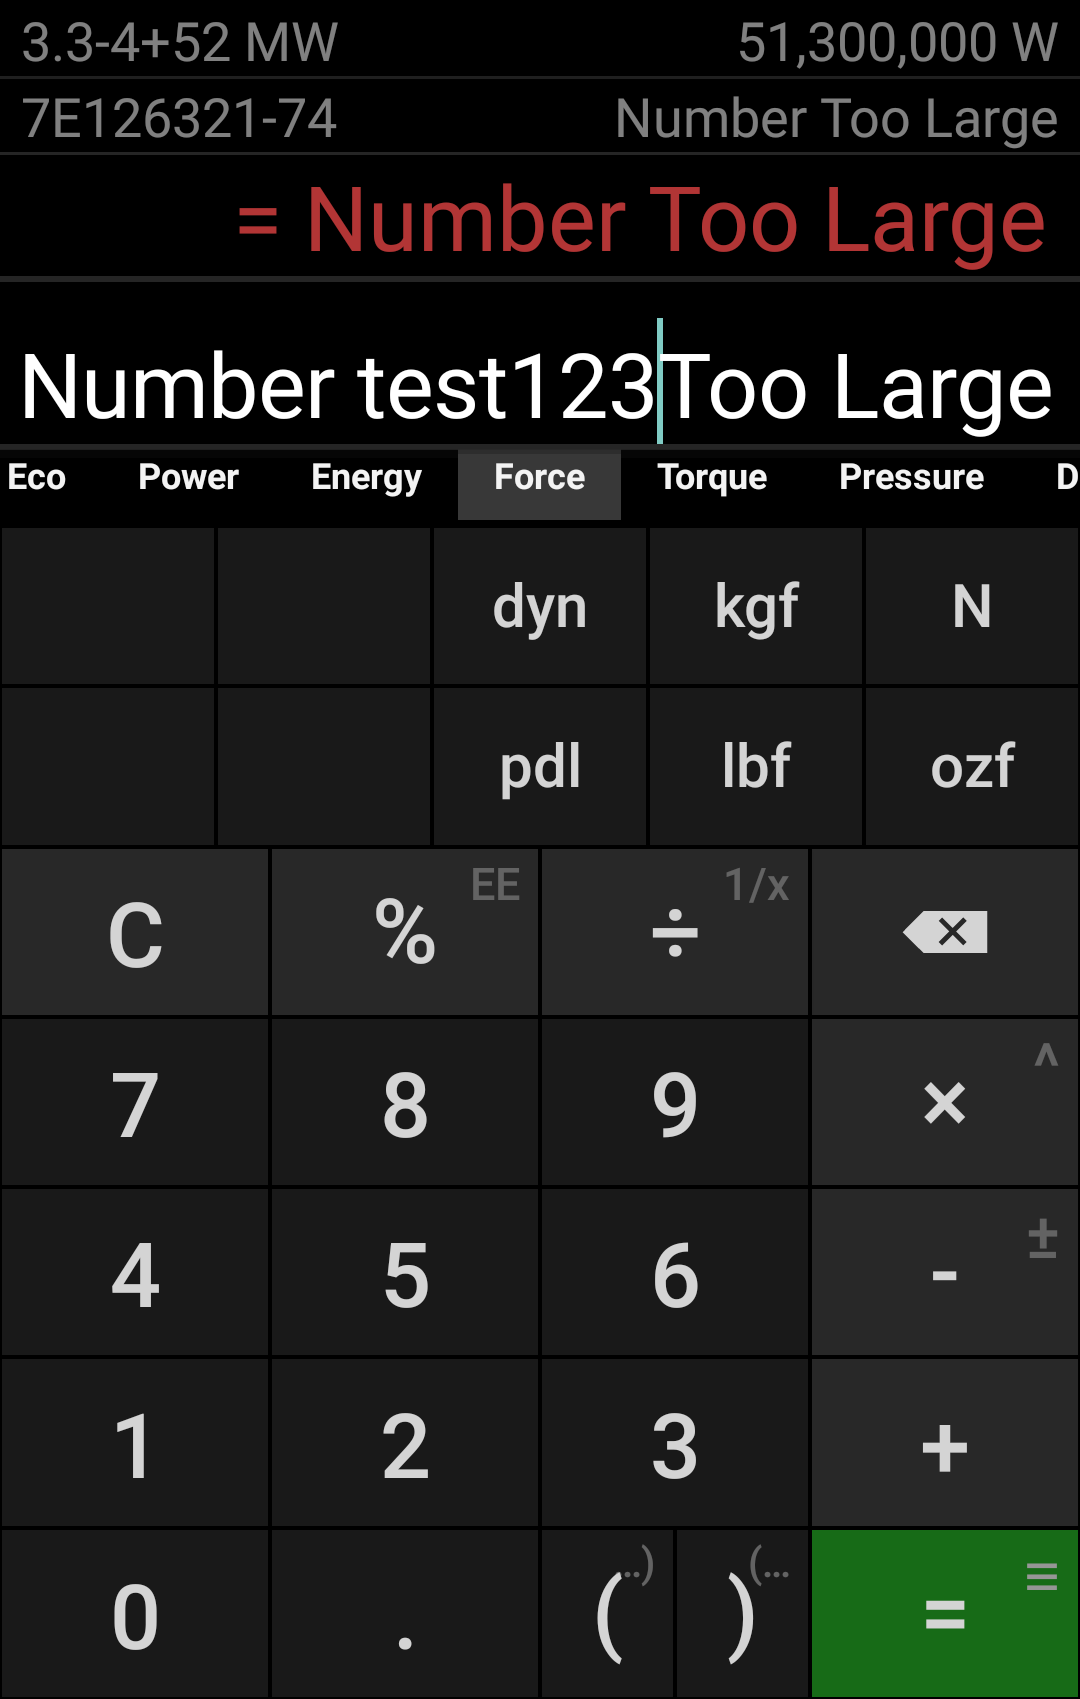 3.3-4+52 MW 51,300,000 W
7E126321-74 Number Too Large
= Number Too Large
Number test123Too Large
Eco Power Energy Force Torque Pressure D
dyn kgf N
pdl lbf ozf
C % EE ÷ 1/x
7 8 9 × ^
4 5 6 - ±
1 2 3 +
0 . ( ..) ) (... = ≡